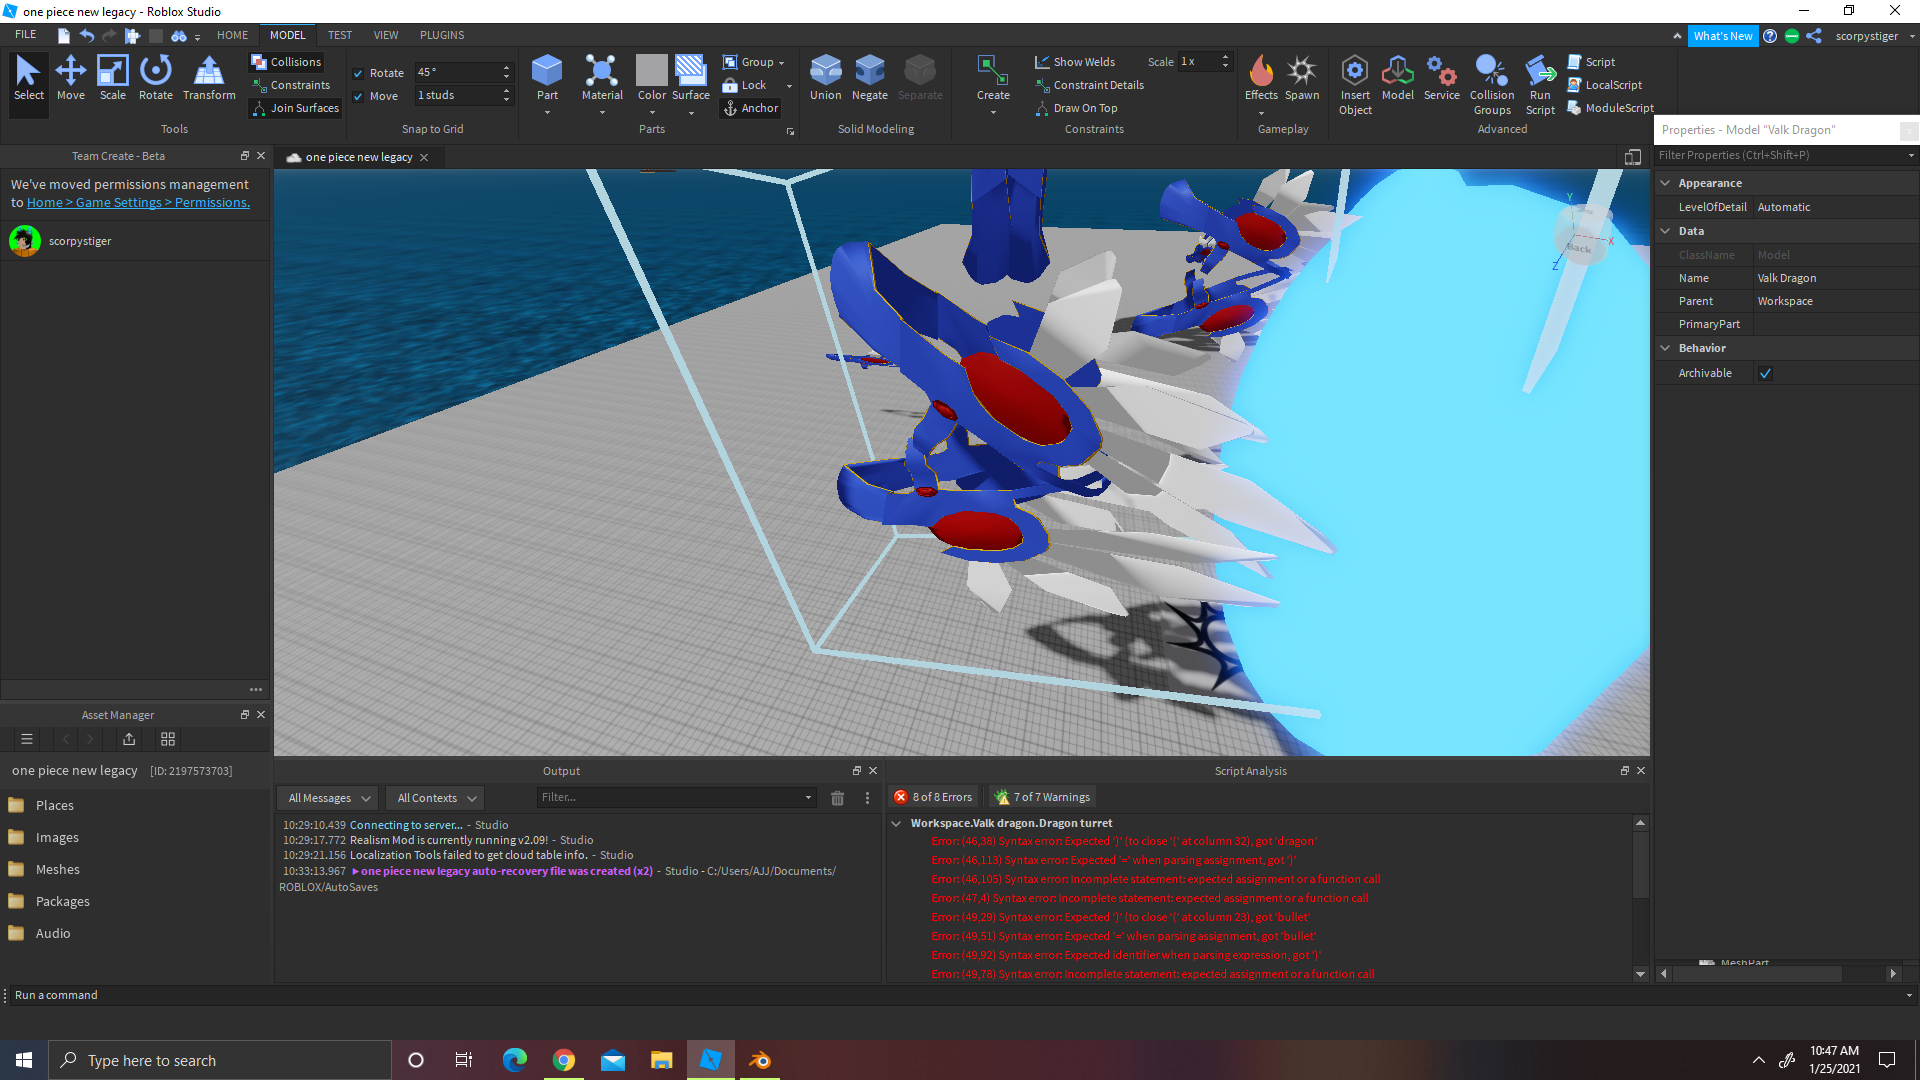 one piece new legacy - Roblox Studio
FILE HOME MODEL TEST VIEW PLUGINS
What's New scorpystiger
Select Move Scale Rotate Transform
Collisions
Constraints
Join Surfaces
Tools
Rotate 45 °
Move 1 studs
Snap to Grid
Part Material Color Surface
Group
Lock
Anchor
Parts
Union Negate Separate
Solid Modeling
Create
Show Welds
Scale 1 x
Constraint Details
Draw On Top
Constraints
Effects Spawn
Gameplay
Insert Object
Model
Service
Collision Groups
Run Script
Script
LocalScript
ModuleScript
Advanced
Team Create - Beta
We've moved permissions management
to Home > Game Settings > Permissions.
scorpystiger
one piece new legacy
Y
X
Back
Z
Properties - Model "Valk Dragon"
Filter Properties (Ctrl+Shift+P)
Appearance
LevelOfDetail Automatic
Data
ClassName Model
Name Valk Dragon
Parent Workspace
PrimaryPart
Behavior
Archivable
MeshPart
Asset Manager
one piece new legacy [ID: 2197573703]
Places
Images
Meshes
Packages
Audio
Output
All Messages All Contexts Filter...
10:29:10.439 Connecting to server... - Studio
10:29:17.772 Realism Mod is currently running v2.09! - Studio
10:29:21.156 Localization Tools failed to get cloud table info. - Studio
10:33:13.967 ▶one piece new legacy auto-recovery file was created (x2) - Studio - C:/Users/AJJ/Documents/
ROBLOX/AutoSaves
Script Analysis
8 of 8 Errors 7 of 7 Warnings
Workspace.Valk dragon.Dragon turret
Error: (46,38) Syntax error: Expected ')' (to close '(' at column 32), got 'dragon'
Error: (46,113) Syntax error: Expected '=' when parsing assignment, got ')'
Error: (46,105) Syntax error: Incomplete statement: expected assignment or a function call
Error: (47,4) Syntax error: Incomplete statement: expected assignment or a function call
Error: (49,29) Syntax error: Expected ')' (to close '(' at column 23), got 'bullet'
Error: (49,51) Syntax error: Expected '=' when parsing assignment, got 'bullet'
Error: (49,92) Syntax error: Expected identifier when parsing expression, got ')'
Error: (49,78) Syntax error: Incomplete statement: expected assignment or a function call
Run a command
Type here to search
10:47 AM
1/25/2021